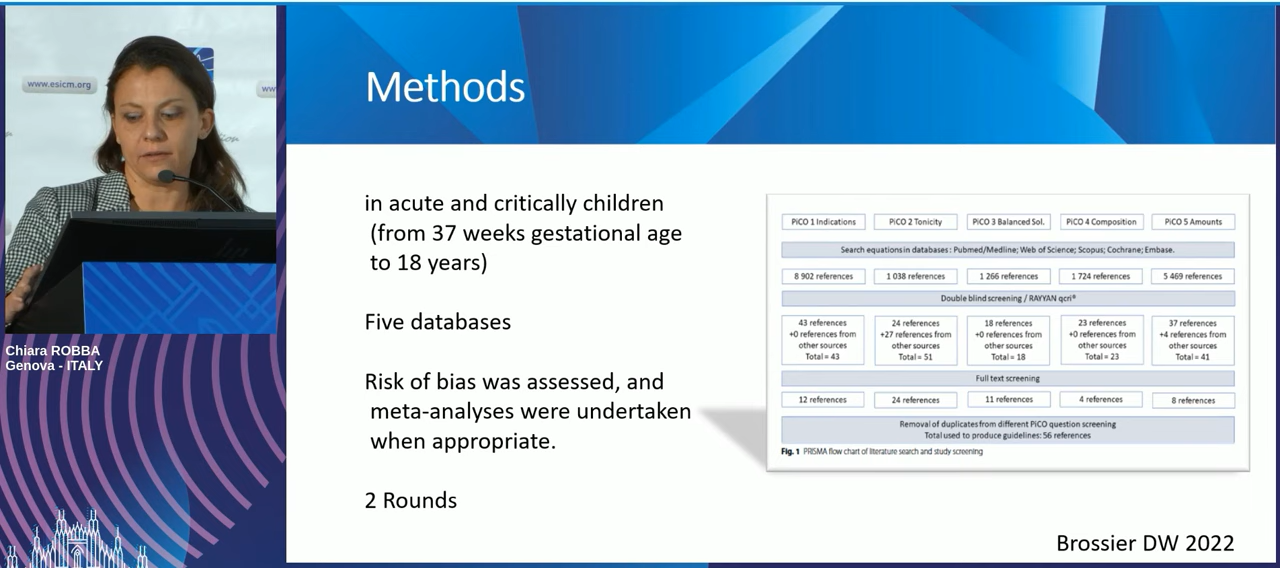 www.esicm.org
ww
Chiara ROBBA
Genova - ITALY
Methods
in acute and critically children
(from 37 weeks gestational age
to 18 years)
Five databases
Risk of bias was assessed, and
meta-analyses were undertaken
when appropriate.
2 Rounds
PiCO 1 Indications
PiCO 2 Tonicity
PiCO 3 Balanced Sol.
PiCO 4 Composition
PiCO 5 Amounts
Search equations in databases : Pubmed/Medline; Web of Science; Scopus; Cochrane; Embase.
8 902 references
1 038 references
1 266 references
1 724 references
5 469 references
Double blind screening / RAYYAN qcri®
43 references
+0 references from
other sources
Total = 43
24 references
+27 references from
other sources
Total = 51
18 references
+0 references from
other sources
Total = 18
23 references
+0 references from
other sources
Total = 23
37 references
+4 references from
other sources
Total = 41
Full text screening
12 references
24 references
11 references
4 references
8 references
Removal of duplicates from different PiCO question screening
Total used to produce guidelines: 56 references
Fig. 1 PRISMA flow chart of literature search and study screening
Brossier DW 2022